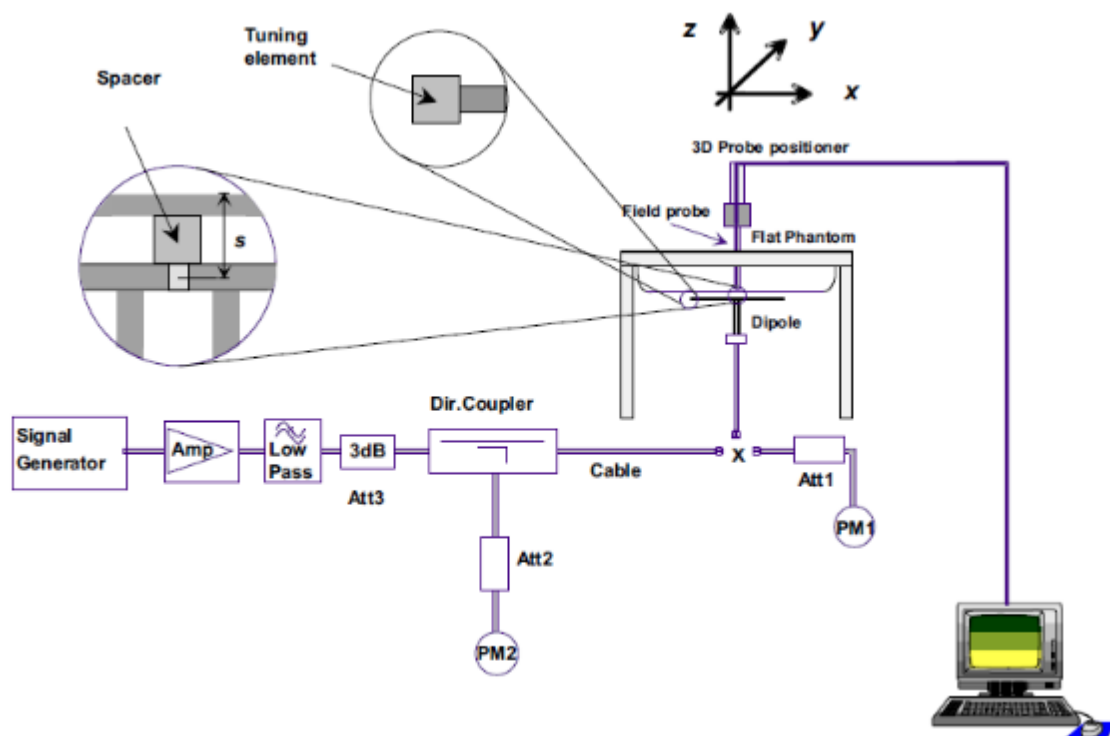 Tuning
element
z
y
x
Spacer
3D Probe positioner
s
Field probe
Flat Phantom
Dipole
Dir.Coupler
Signal
Generator
Amp
Low
Pass
3dB
Att3
Cable
X
Att1
PM1
Att2
PM2